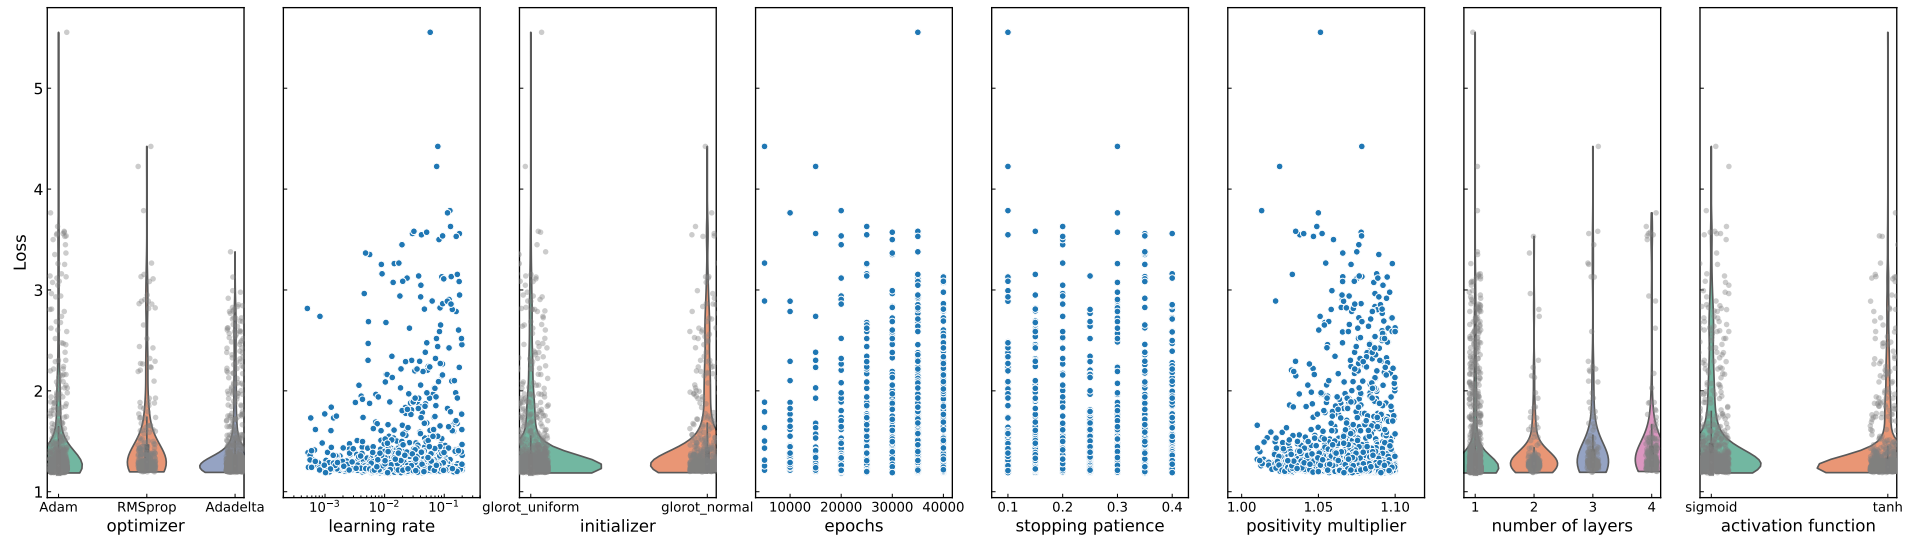 5
4
3
2
1
Loss
Adam RMSprop Adadelta
optimizer
10⁻³ 10⁻² 10⁻¹
learning rate
glorot_uniform glorot_normal
initializer
10000 20000 30000 40000
epochs
0.1 0.2 0.3 0.4
stopping patience
1.00 1.05 1.10
positivity multiplier
1 2 3 4
number of layers
sigmoid tanh
activation function